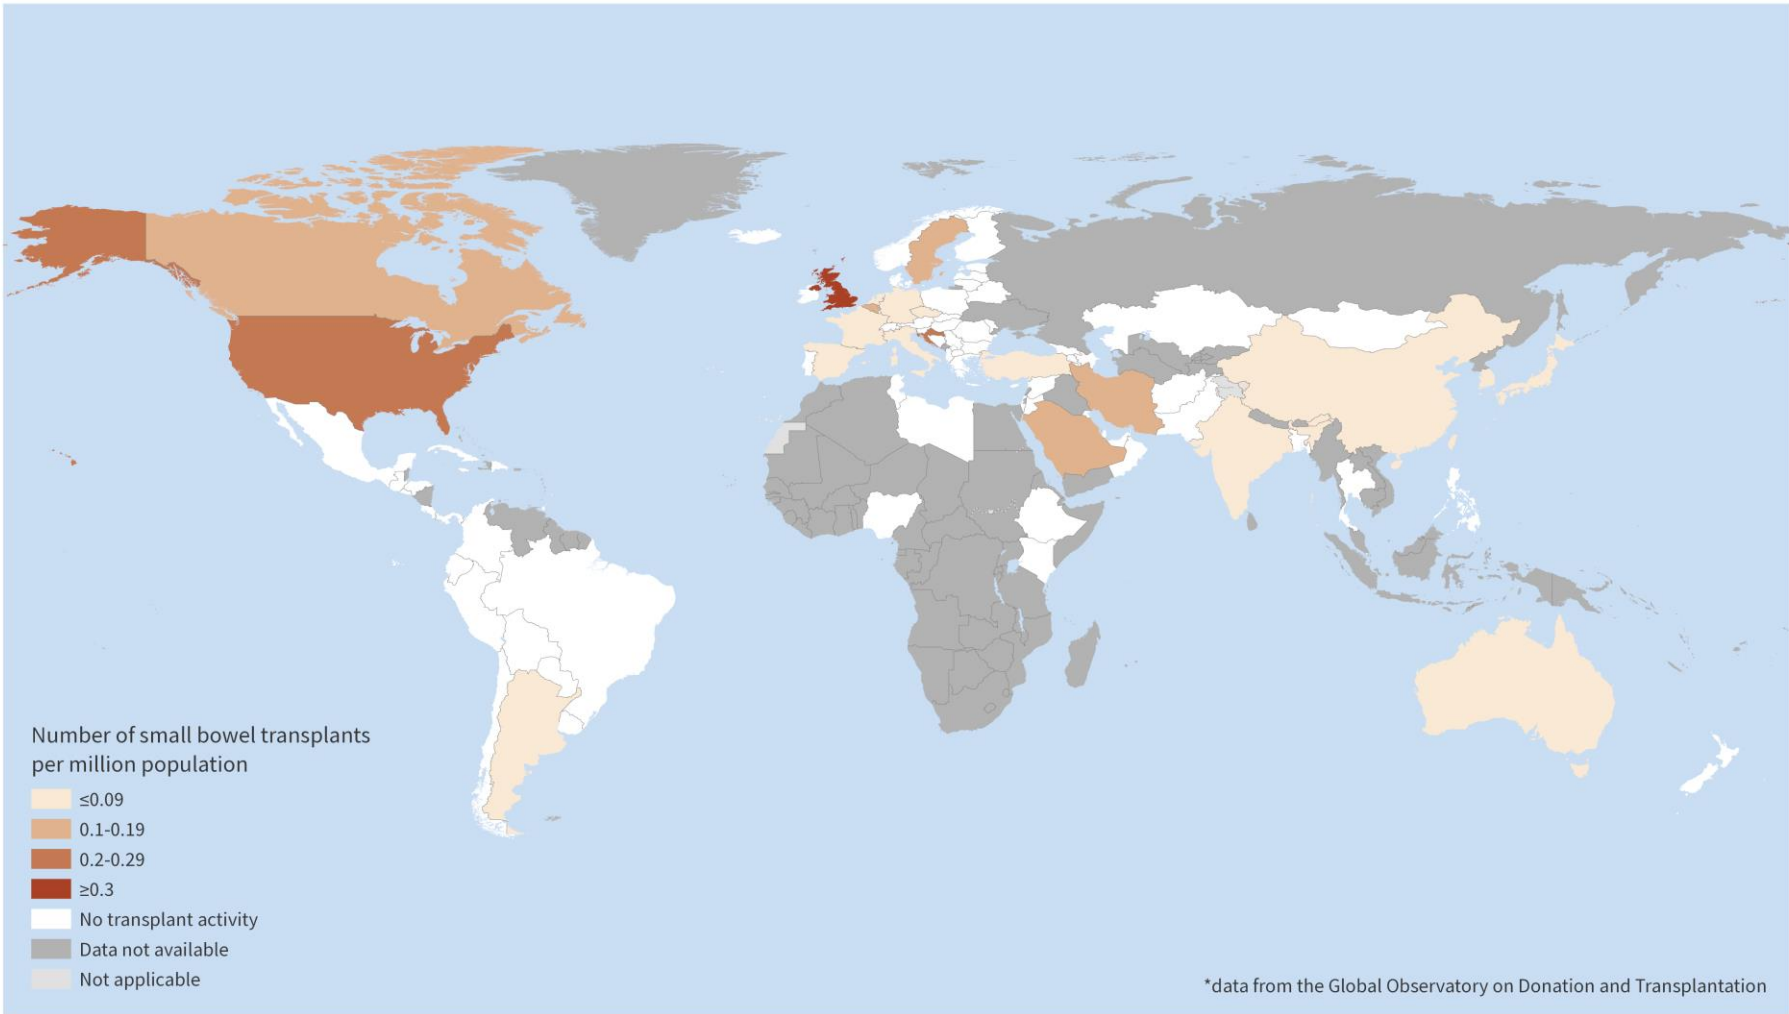 Number of small bowel transplants
per million population
≤0.09
0.1-0.19
0.2-0.29
≥0.3
No transplant activity
Data not available
Not applicable
*data from the Global Observatory on Donation and Transplantation